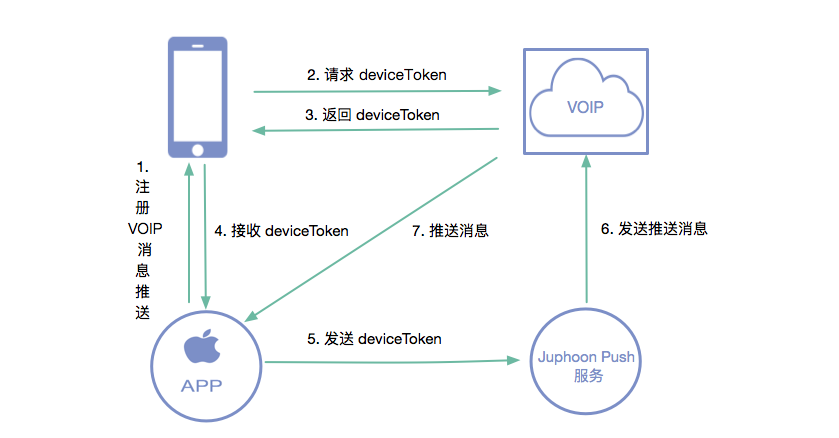 2. 请求 deviceToken
VOIP
3. 返回 deviceToken
1.
注
册
VOIP
消
息
推
送
4. 接收 deviceToken
7. 推送消息
6. 发送推送消息
5. 发送 deviceToken
APP
Juphoon Push
服务